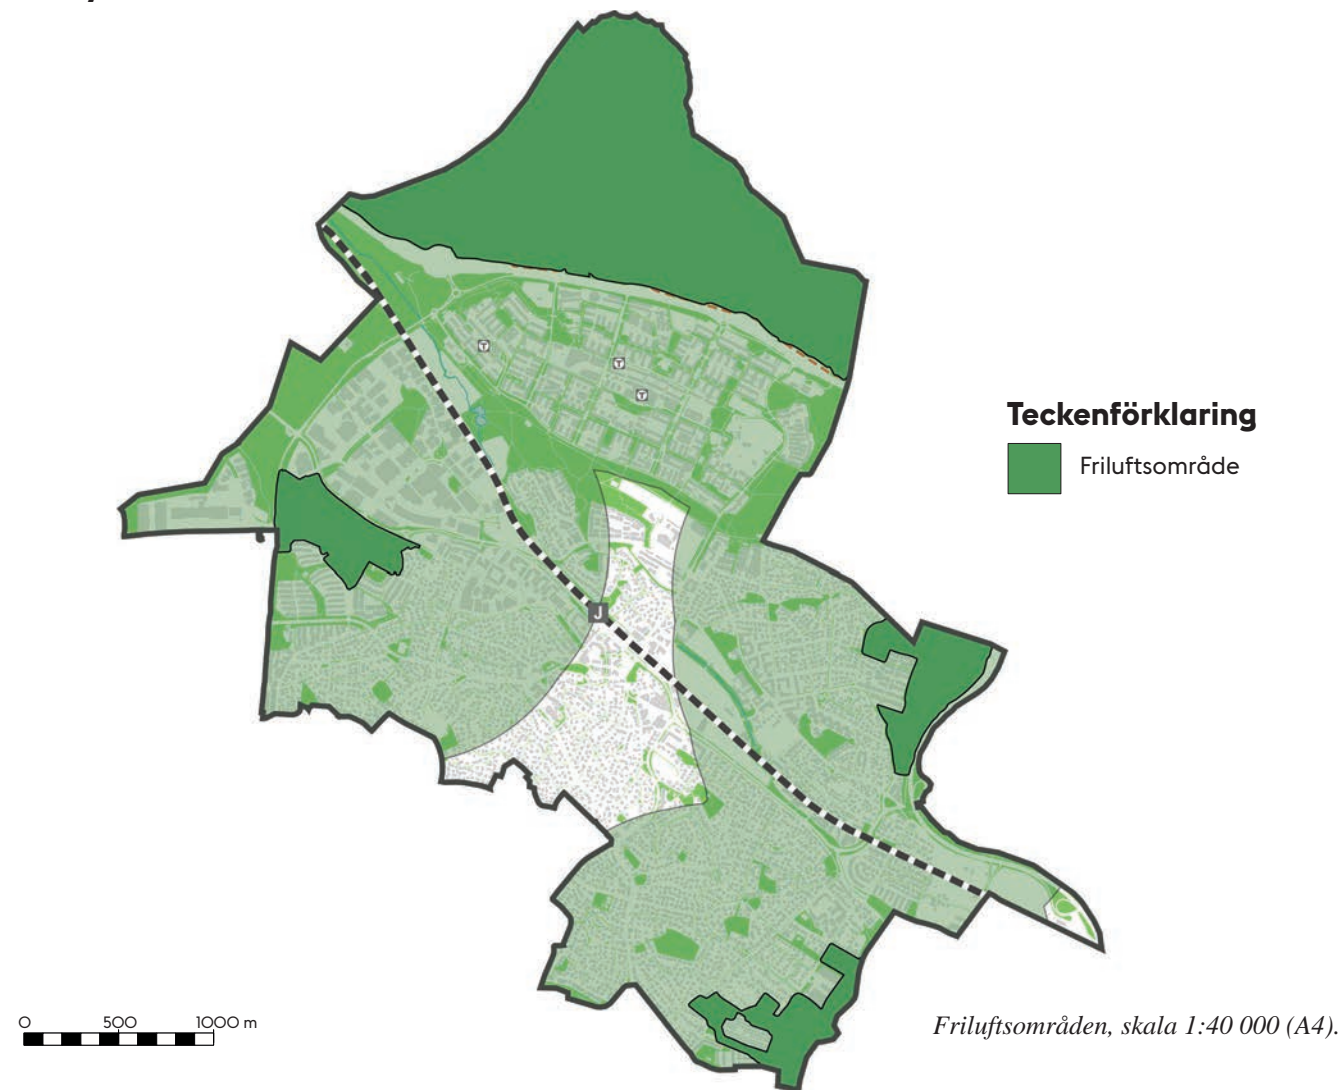 Teckenförklaring
Friluftsområde
T
T
T
J
0 500 1000 m
Friluftsområden, skala 1:40 000 (A4).